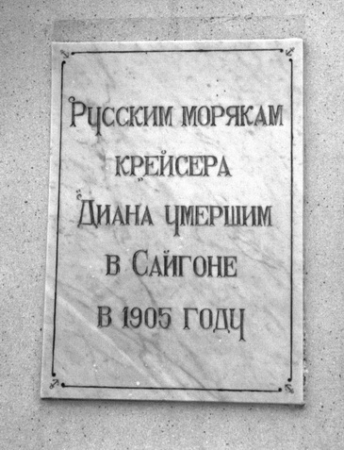 Русским морякам
крейсера
"Диана умершим
в Сайгоне
в 1905 году